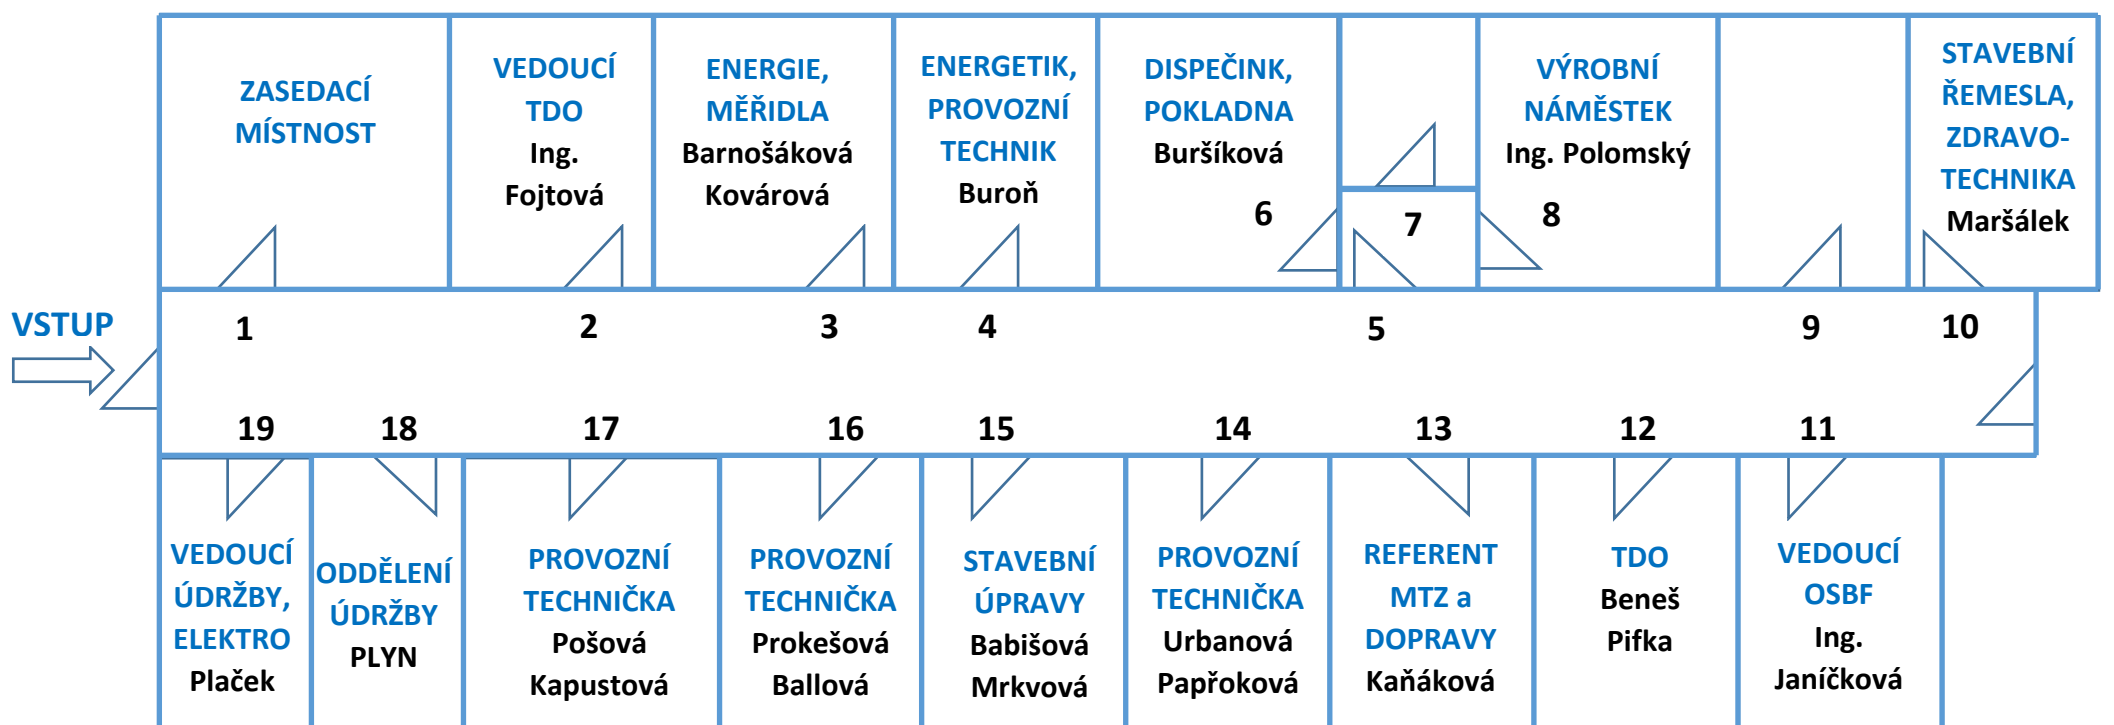 ZASEDACÍ
MÍSTNOST
VEDOUCÍ
TDO
Ing.
Fojtová
ENERGIE,
MĚŘIDLA
Barnošáková
Kovárová
ENERGETIK,
PROVOZNÍ
TECHNIK
Buroň
DISPEČINK,
POKLADNA
Buršíková
6
7
VÝROBNÍ
NÁMĚSTEK
Ing. Polomský
8
STAVEBNÍ
ŘEMESLA,
ZDRAVO-
TECHNIKA
Maršálek
VSTUP
1
2
3
4
5
9
10
19
18
17
16
15
14
13
12
11
VEDOUCÍ
ÚDRŽBY,
ELEKTRO
Plaček
ODDĚLENÍ
ÚDRŽBY
PLYN
PROVOZNÍ
TECHNIČKA
Pošová
Kapustová
PROVOZNÍ
TECHNIČKA
Prokešová
Ballová
STAVEBNÍ
ÚPRAVY
Babišová
Mrkvová
PROVOZNÍ
TECHNIČKA
Urbanová
Papřoková
REFERENT
MTZ a
DOPRAVY
Kaňáková
TDO
Beneš
Pifka
VEDOUCÍ
OSBF
Ing.
Janíčková